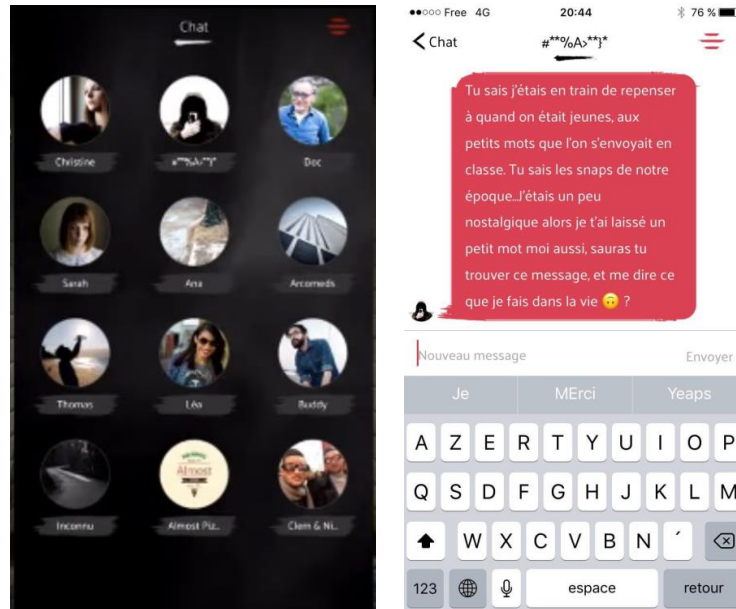 Chat
Christine
#**%A>**}*
Doc
Sarah
Ana
Arcomeds
Thomas
Léa
Buddy
Inconnu
Almost
Almost Piz...
Clem & Ni...
Free 4G
20:44
76 %
Chat
#**%A>**}*
Tu sais j'étais en train de repenser
à quand on était jeunes, aux
petits mots que l'on s'envoyait en
classe. Tu sais les snaps de notre
époque...J'étais un peu
nostalgique alors je t'ai laissé un
petit mot moi aussi, sauras tu
trouver ce message, et me dire ce
que je fais dans la vie 🙃 ?
Nouveau message
Envoyer
Je
MErci
Yeaps
A Z E R T Y U I O P
Q S D F G H J K L M
W X C V B N ´
123
espace
retour